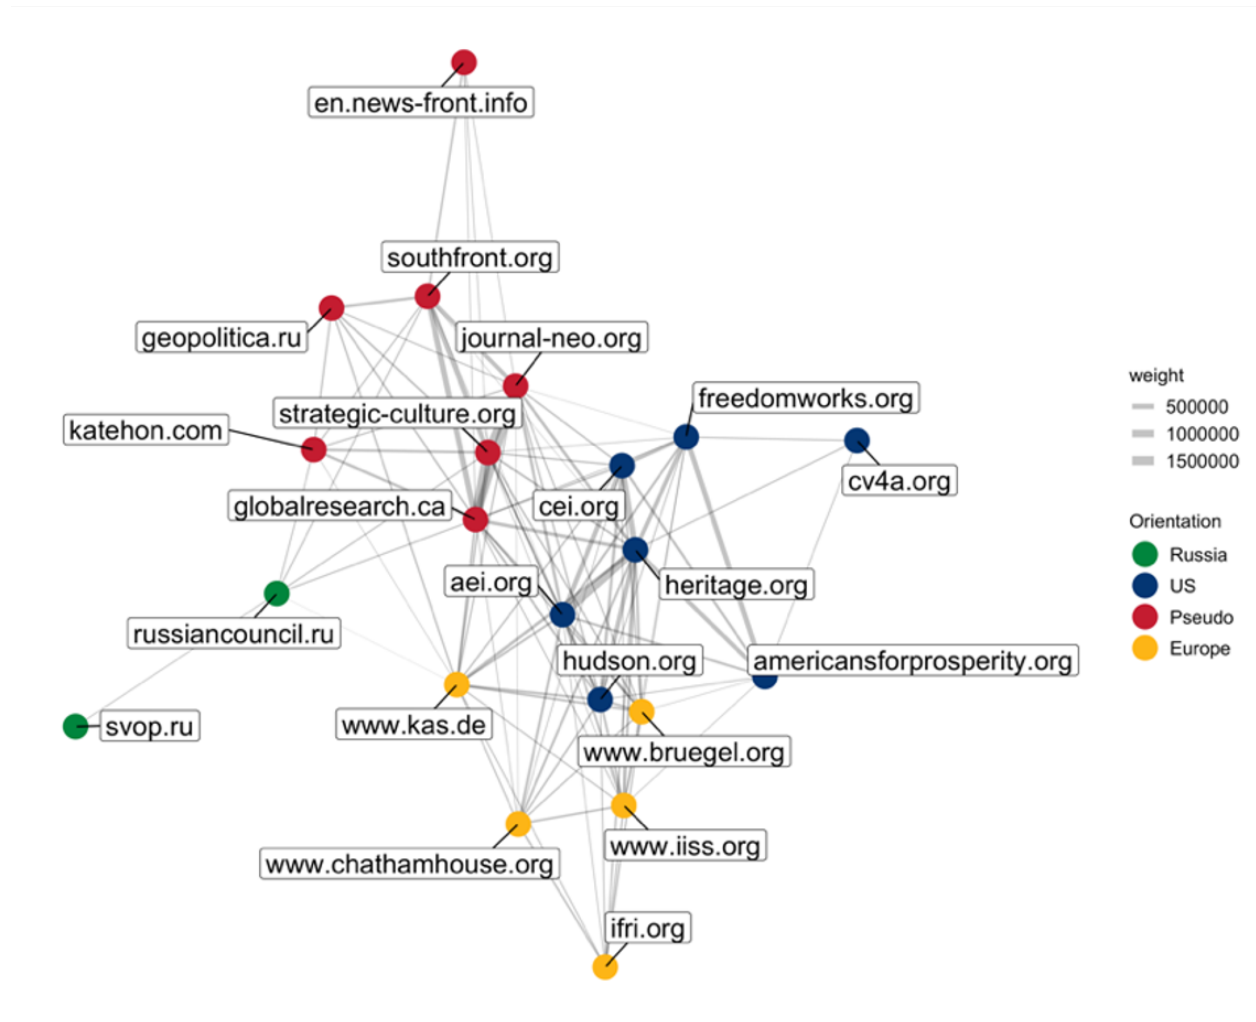 en.news-front.info
southfront.org
geopolitica.ru
journal-neo.org
strategic-culture.org
katehon.com
freedomworks.org
cv4a.org
globalresearch.ca
cei.org
aei.org
heritage.org
russiancouncil.ru
hudson.org
americansforprosperity.org
svop.ru
www.kas.de
www.bruegel.org
www.iiss.org
www.chathamhouse.org
ifri.org
weight
500000
1000000
1500000
Orientation
Russia
US
Pseudo
Europe